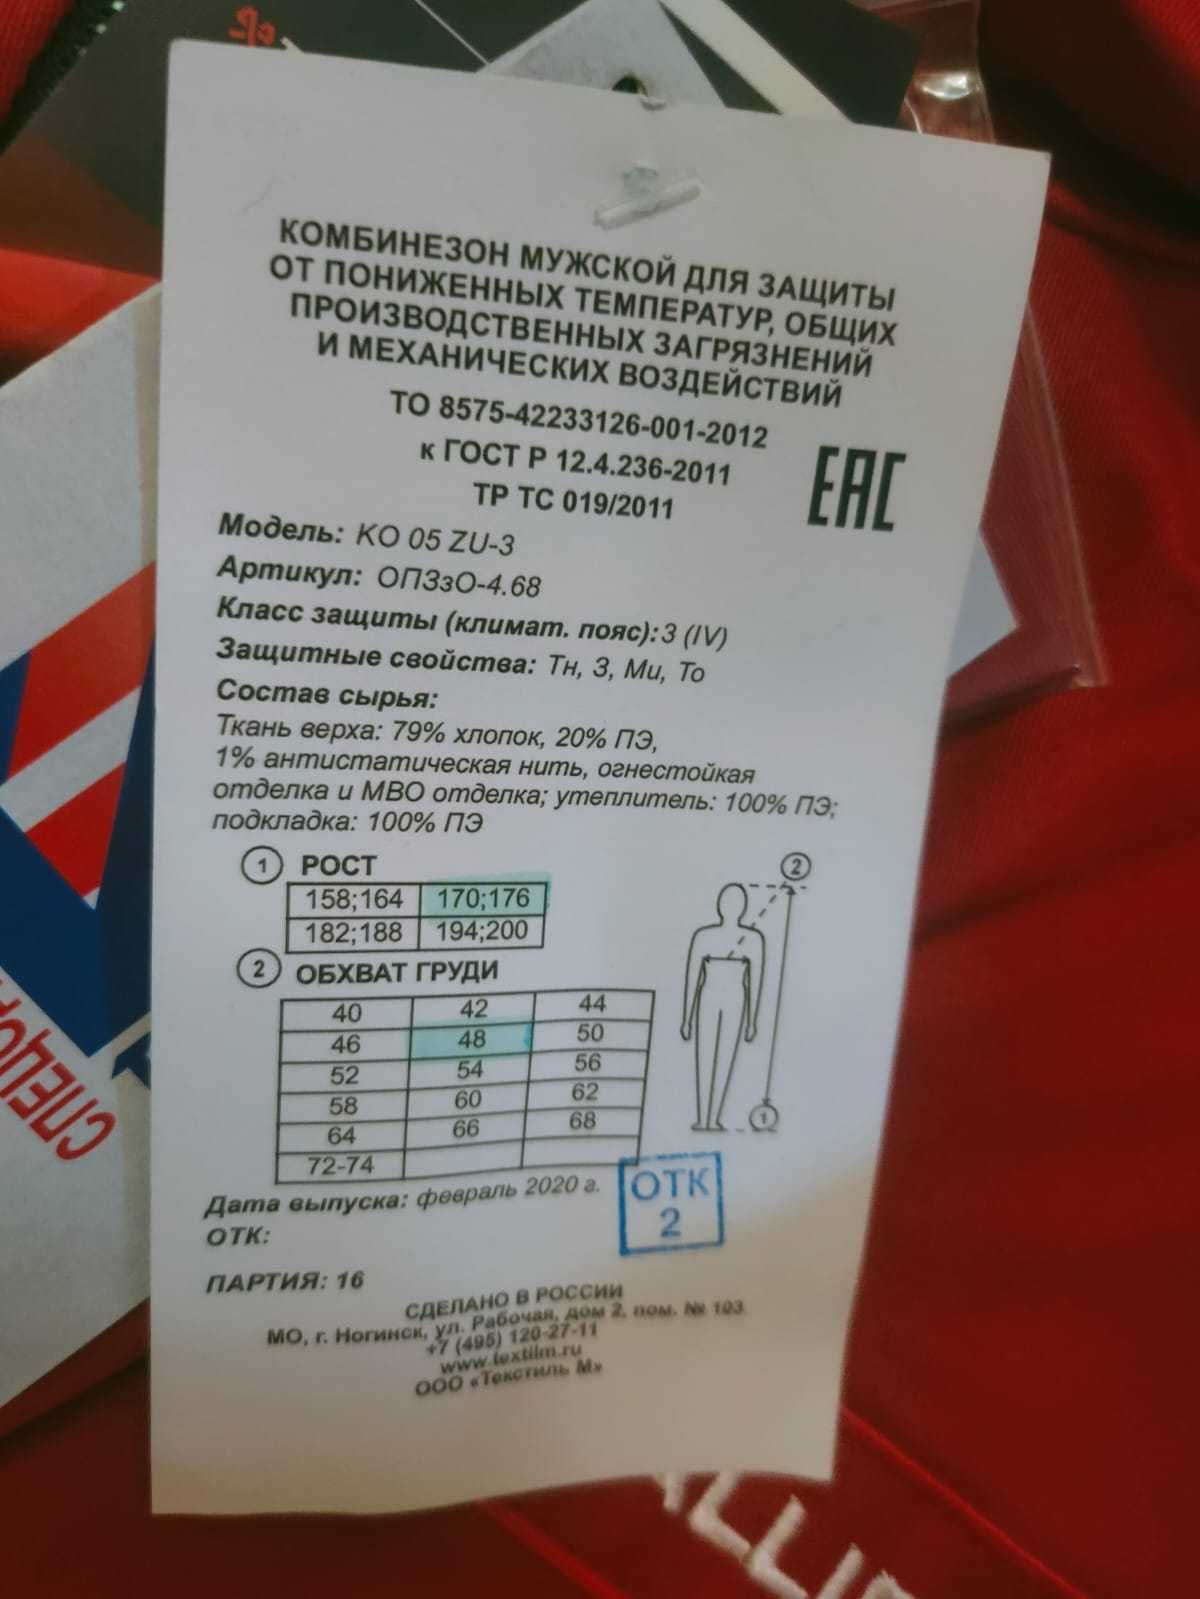 КОМБИНЕЗОН МУЖСКОЙ ДЛЯ ЗАЩИТЫ
ОТ ПОНИЖЕННЫХ ТЕМПЕРАТУР, ОБЩИХ
ПРОИЗВОДСТВЕННЫХ ЗАГРЯЗНЕНИЙ
И МЕХАНИЧЕСКИХ ВОЗДЕЙСТВИЙ
ТО 8575-42233126-001-2012
к ГОСТ Р 12.4.236-2011
ТР ТС 019/2011
ЕАС
Модель: KO 05 ZU-3
Артикул: ОПЗзО-4.68
Класс защиты (климат. пояс): 3 (IV)
Защитные свойства: Тн, З, Ми, То
Состав сырья:
Ткань верха: 79% хлопок, 20% ПЭ,
1% антистатическая нить, огнестойкая
отделка и МВО отделка; утеплитель: 100% ПЭ;
подкладка: 100% ПЭ
1 РОСТ
158;164 170;176
182;188 194;200
2 ОБХВАТ ГРУДИ
40 42 44
46 48 50
52 54 56
58 60 62
64 66 68
72-74
2
1
Дата выпуска: февраль 2020 г.
ОТК:
ОТК
2
ПАРТИЯ: 16
СДЕЛАНО В РОССИИ
МО, г. Ногинск, ул. Рабочая, дом 2, пом. № 103
+7 (495) 120-27-11
www.textilm.ru
ООО «Текстиль М»